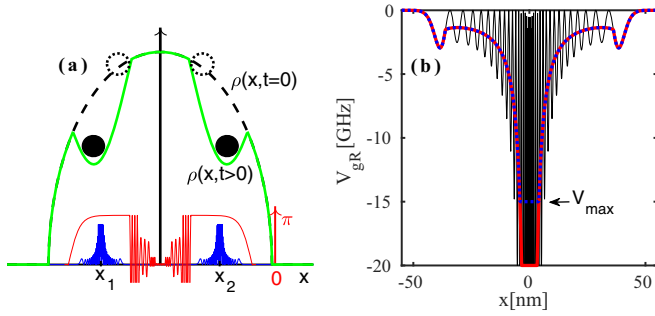 (a)
ρ(x,t=0)
ρ(x,t>0)
π
x₁
x₂
0
x
(b)
V_gR [GHz]
0
-5
-10
-15
-20
V_max
-50
0
50
x[nm]